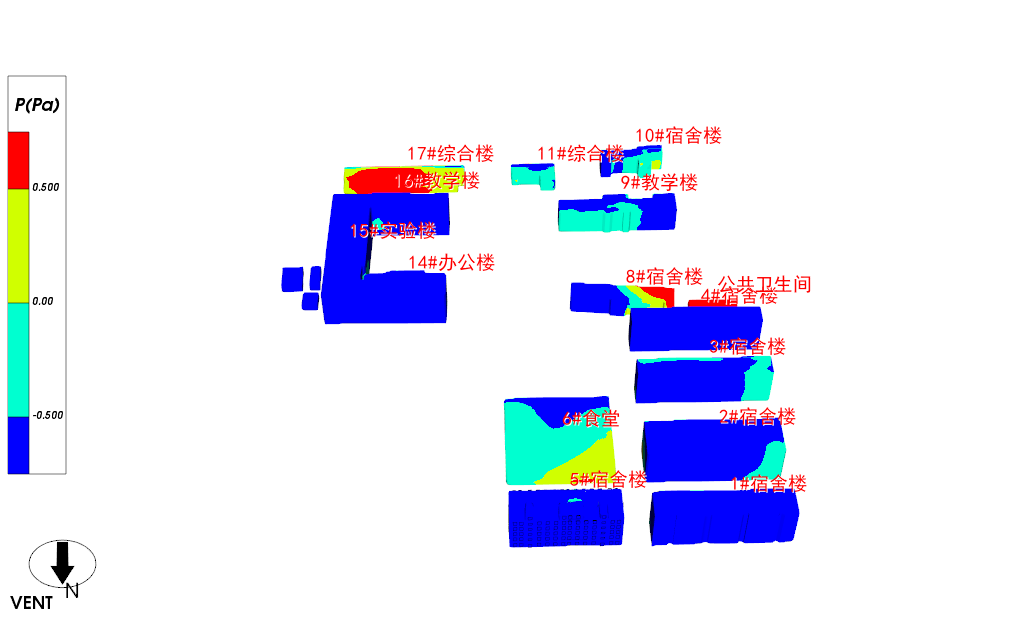 P(Pa)
0.500
0.00
-0.500
10#宿舍楼
17#综合楼
11#综合楼
16#教学楼
9#教学楼
15#实验楼
14#办公楼
8#宿舍楼
公共卫生间
4#宿舍楼
3#宿舍楼
6#食堂
2#宿舍楼
5#宿舍楼
1#宿舍楼
N
VENT